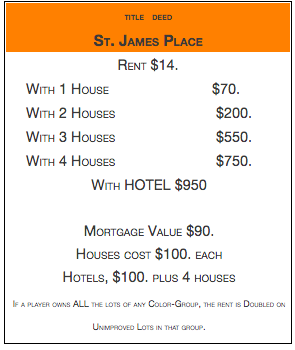 TITLE DEED
ST. JAMES PLACE
RENT $14.
WITH 1 HOUSE $70.
WITH 2 HOUSES $200.
WITH 3 HOUSES $550.
WITH 4 HOUSES $750.
WITH HOTEL $950
MORTGAGE VALUE $90.
HOUSES COST $100. EACH
HOTELS, $100. PLUS 4 HOUSES
IF A PLAYER OWNS ALL THE LOTS OF ANY COLOR-GROUP, THE RENT IS DOUBLED ON
UNIMPROVED LOTS IN THAT GROUP.